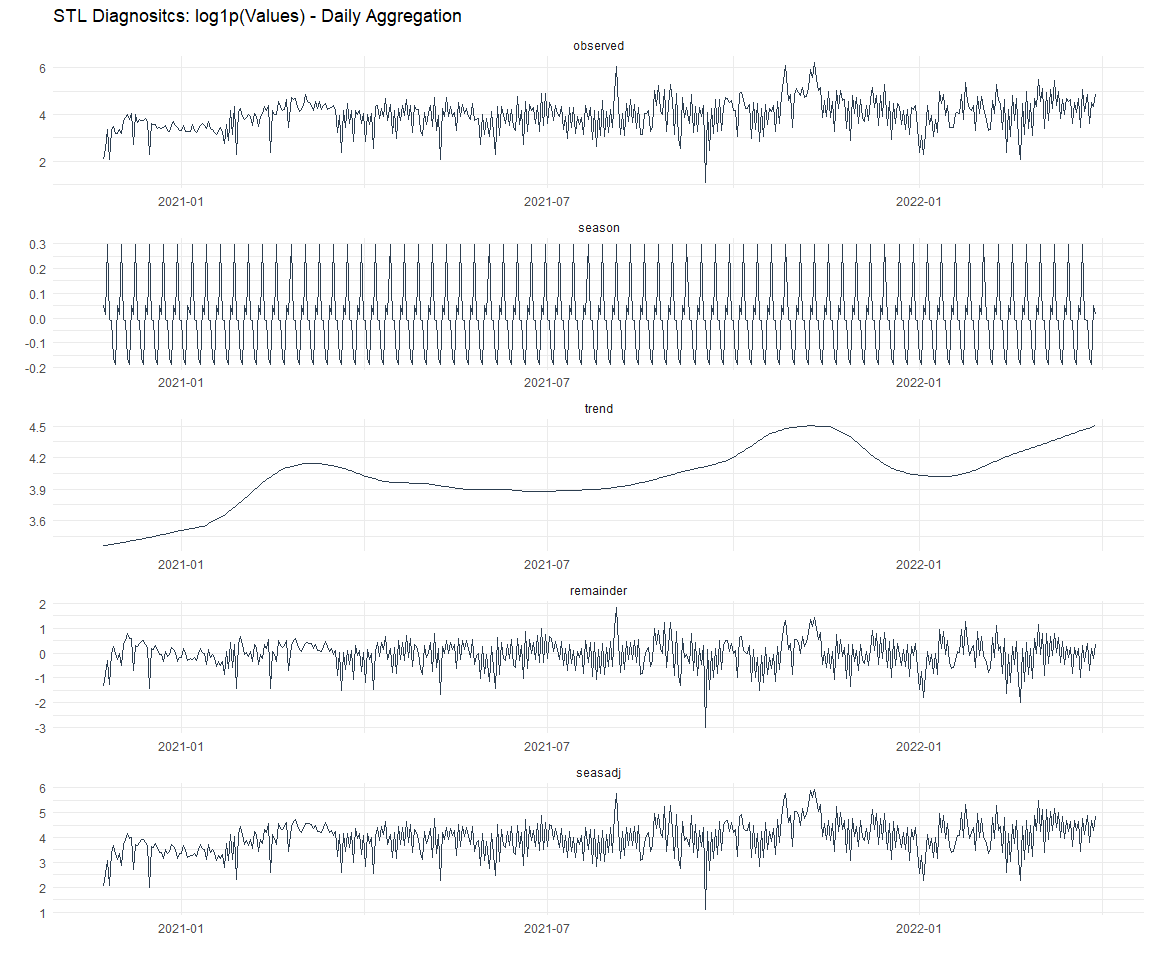 STL Diagnositcs: log1p(Values) - Daily Aggregation
observed
6
4
2
2021-01 2021-07 2022-01
season
0.3
0.2
0.1
0.0
-0.1
-0.2
2021-01 2021-07 2022-01
trend
4.5
4.2
3.9
3.6
2021-01 2021-07 2022-01
remainder
2
1
0
-1
-2
-3
2021-01 2021-07 2022-01
seasadj
6
5
4
3
2
1
2021-01 2021-07 2022-01